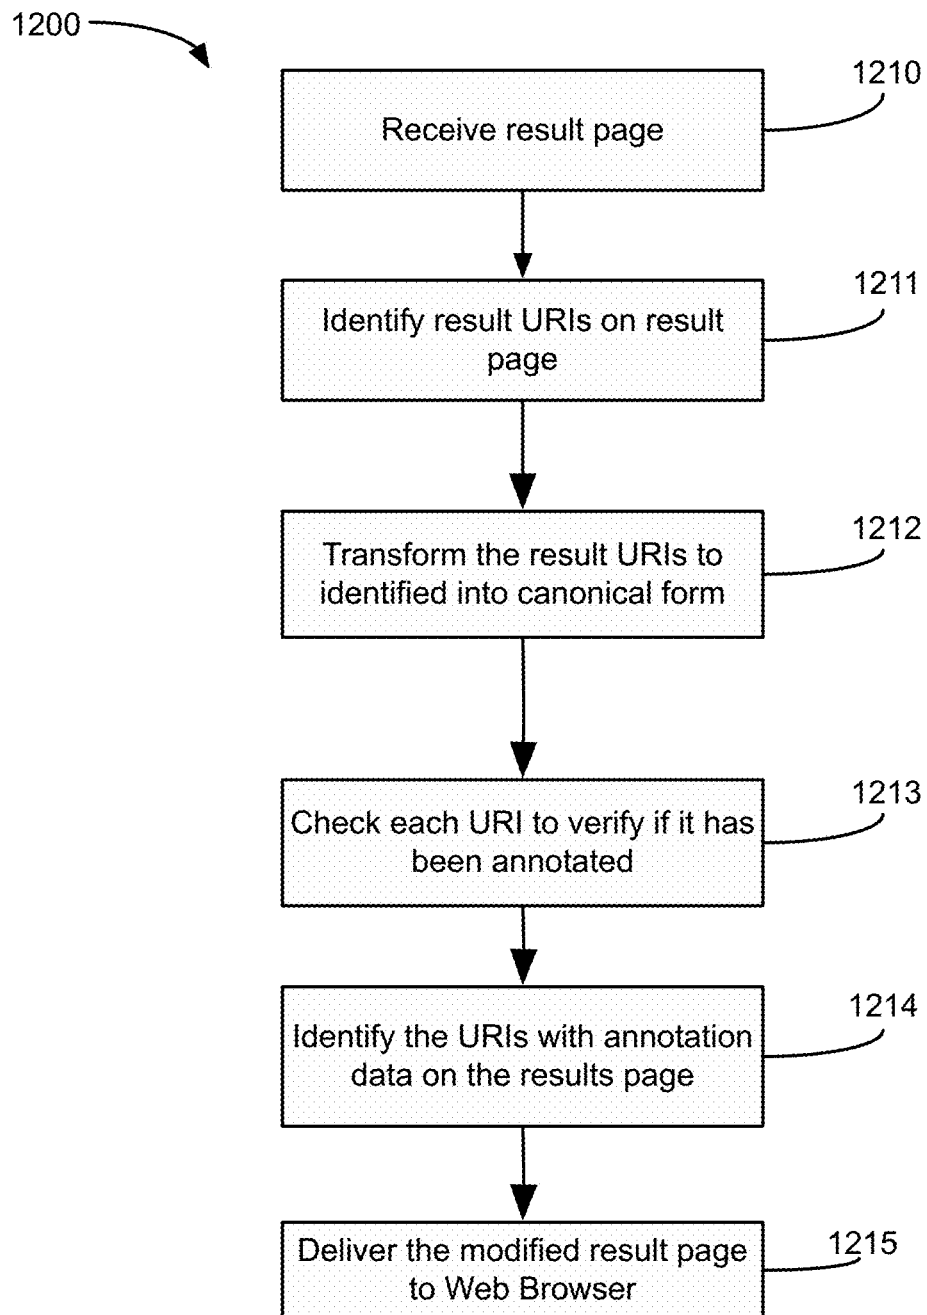 1200
1210
Receive result page
1211
Identify result URIs on result
page
1212
Transform the result URIs to
identified into canonical form
1213
Check each URI to verify if it has
been annotated
1214
Identify the URIs with annotation
data on the results page
1215
Deliver the modified result page
to Web Browser